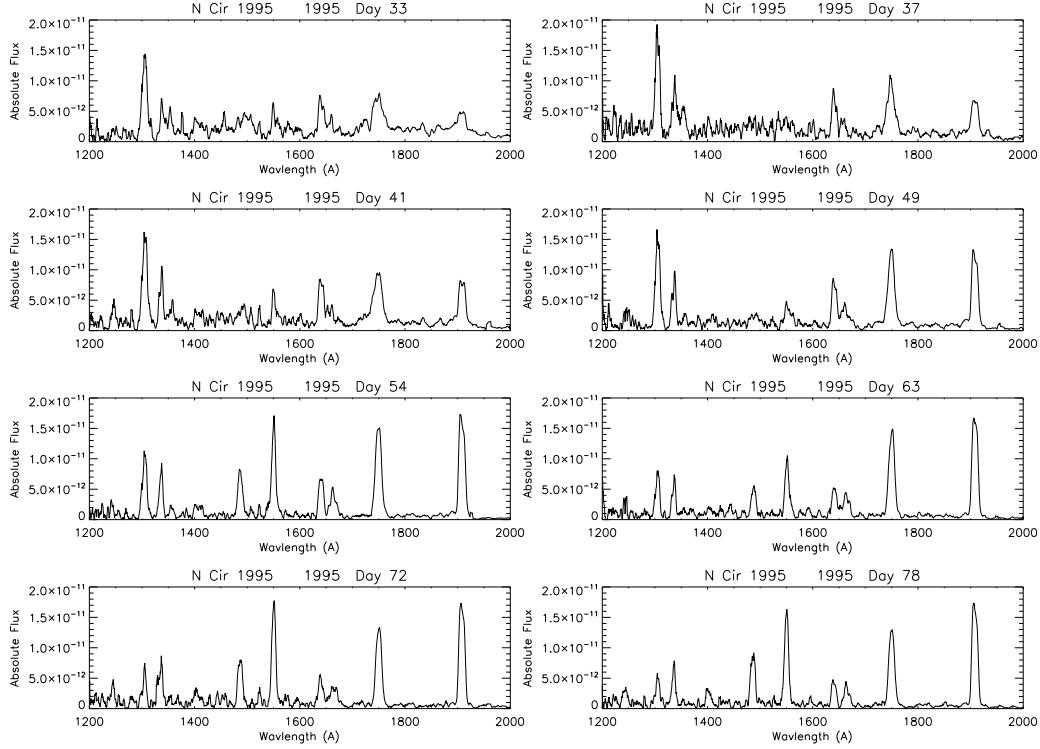 N Cir 1995 1995 Day 33
Absolute Flux
2.0×10⁻¹¹
1.5×10⁻¹¹
1.0×10⁻¹¹
5.0×10⁻¹²
0
1200 1400 1600 1800 2000
Wavlength (A)
N Cir 1995 1995 Day 37
Absolute Flux
2.0×10⁻¹¹
1.5×10⁻¹¹
1.0×10⁻¹¹
5.0×10⁻¹²
0
1200 1400 1600 1800 2000
Wavlength (A)
N Cir 1995 1995 Day 41
Absolute Flux
2.0×10⁻¹¹
1.5×10⁻¹¹
1.0×10⁻¹¹
5.0×10⁻¹²
0
1200 1400 1600 1800 2000
Wavlength (A)
N Cir 1995 1995 Day 49
Absolute Flux
2.0×10⁻¹¹
1.5×10⁻¹¹
1.0×10⁻¹¹
5.0×10⁻¹²
0
1200 1400 1600 1800 2000
Wavlength (A)
N Cir 1995 1995 Day 54
Absolute Flux
2.0×10⁻¹¹
1.5×10⁻¹¹
1.0×10⁻¹¹
5.0×10⁻¹²
0
1200 1400 1600 1800 2000
Wavlength (A)
N Cir 1995 1995 Day 63
Absolute Flux
2.0×10⁻¹¹
1.5×10⁻¹¹
1.0×10⁻¹¹
5.0×10⁻¹²
0
1200 1400 1600 1800 2000
Wavlength (A)
N Cir 1995 1995 Day 72
Absolute Flux
2.0×10⁻¹¹
1.5×10⁻¹¹
1.0×10⁻¹¹
5.0×10⁻¹²
0
1200 1400 1600 1800 2000
Wavlength (A)
N Cir 1995 1995 Day 78
Absolute Flux
2.0×10⁻¹¹
1.5×10⁻¹¹
1.0×10⁻¹¹
5.0×10⁻¹²
0
1200 1400 1600 1800 2000
Wavlength (A)